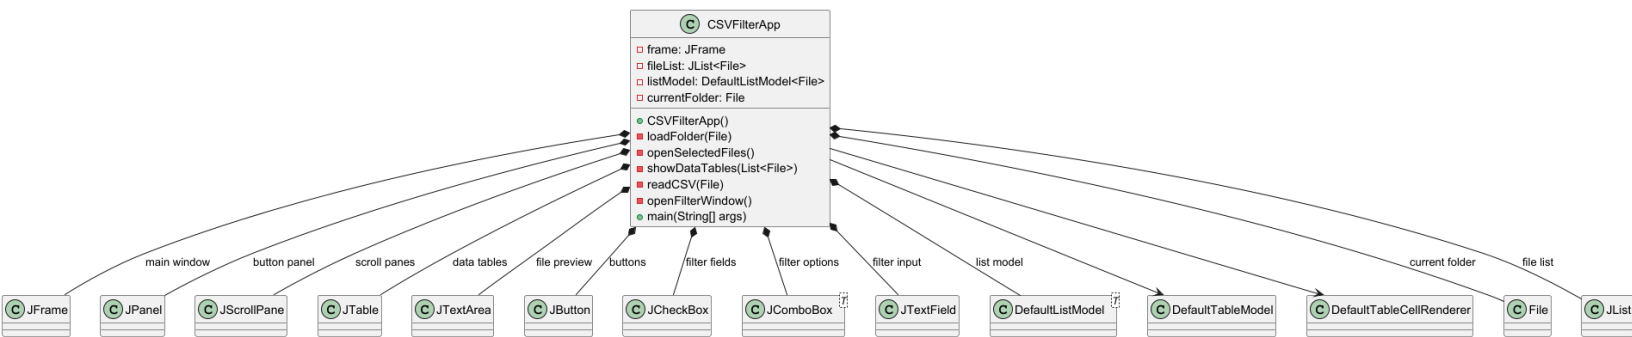 C CSVFilterApp
frame: JFrame
fileList: JList<File>
listModel: DefaultListModel<File>
currentFolder: File
CSVFilterApp()
loadFolder(File)
openSelectedFiles()
showDataTables(List<File>)
readCSV(File)
openFilterWindow()
main(String[] args)
main window
button panel
scroll panes
data tables
file preview
buttons
filter fields
filter options
filter input
list model
current folder
file list
C JFrame
C JPanel
C JScrollPane
C JTable
C JTextArea
C JButton
C JCheckBox
C JComboBox T
C JTextField
C DefaultListModel T
C DefaultTableModel
C DefaultTableCellRenderer
C File
C JList